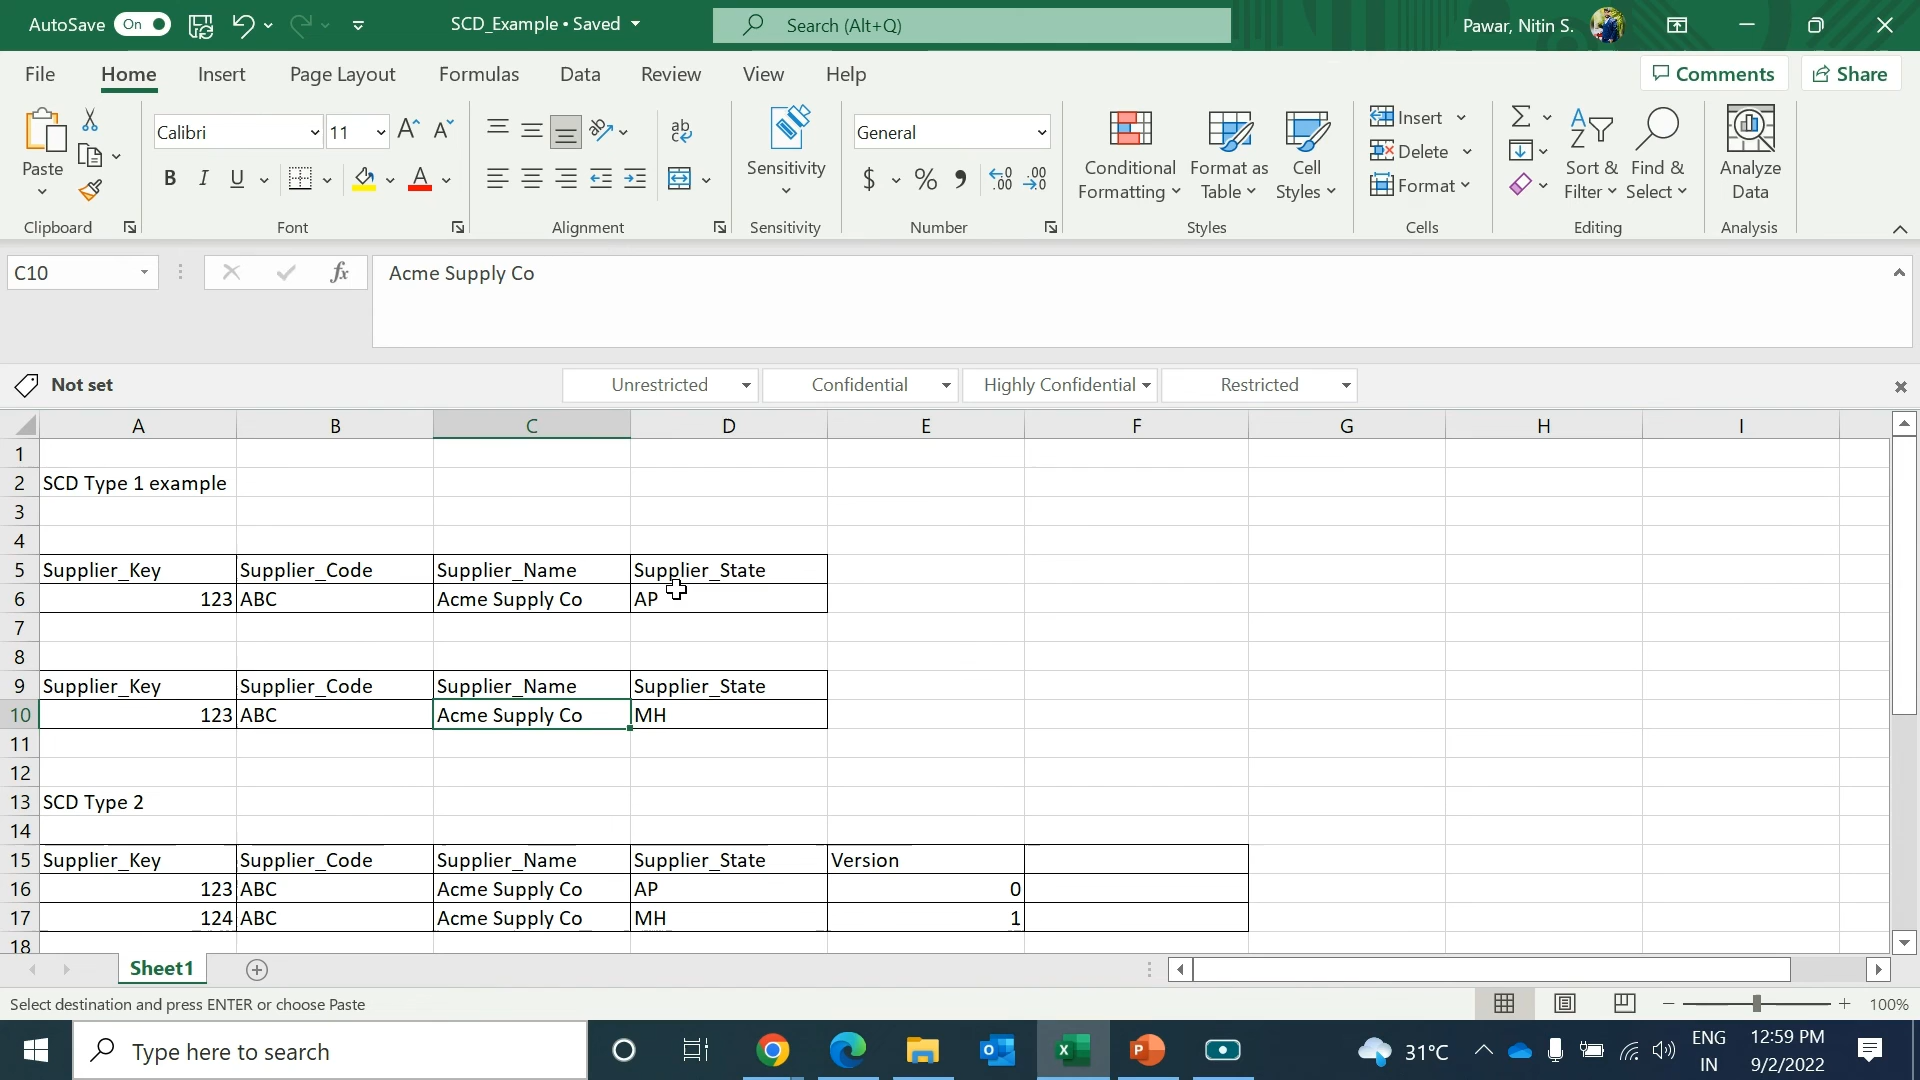 AutoSave On SCD_Example • Saved Search (Alt+Q) Pawar, Nitin S.
File Home Insert Page Layout Formulas Data Review View Help Comments Share
Calibri 11 General
Paste Sensitivity Conditional Formatting Format as Table Cell Styles Insert Delete Format Sort & Filter Find & Select Analyze Data
Clipboard Font Alignment Sensitivity Number Styles Cells Editing Analysis
C10 fx Acme Supply Co
Not set Unrestricted Confidential Highly Confidential Restricted
A B C D E F G H I
1
2 SCD Type 1 example
3
4
5 Supplier_Key Supplier_Code Supplier_Name Supplier_State
6 123 ABC Acme Supply Co AP
7
8
9 Supplier_Key Supplier_Code Supplier_Name Supplier_State
10 123 ABC Acme Supply Co MH
11
12
13 SCD Type 2
14
15 Supplier_Key Supplier_Code Supplier_Name Supplier_State Version
16 123 ABC Acme Supply Co AP 0
17 124 ABC Acme Supply Co MH 1
18
Sheet1
Select destination and press ENTER or choose Paste 100%
Type here to search 31°C ENG 12:59 PM
IN 9/2/2022